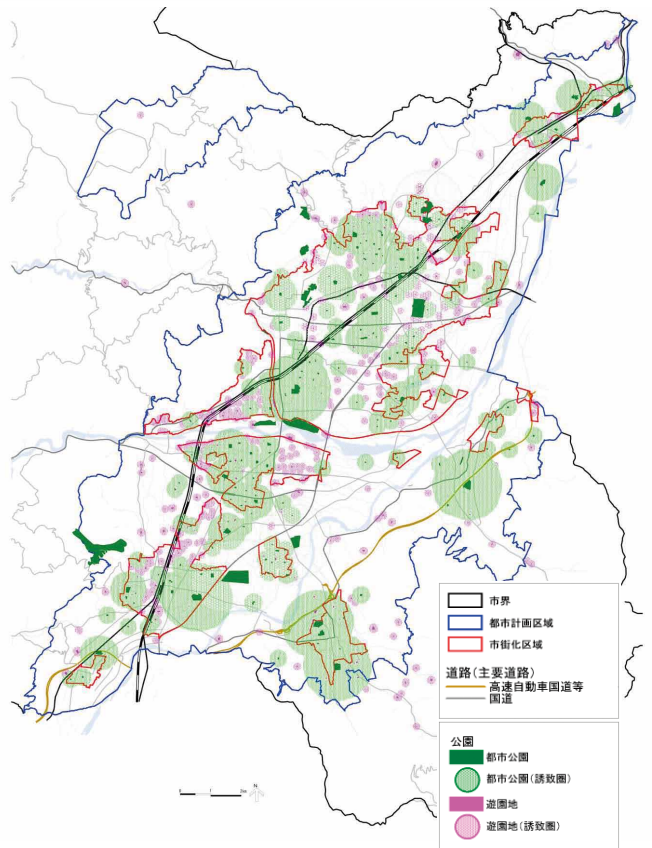 市界
都市計画区域
市街化区域
道路(主要道路)
高速自動車国道等
国道
公園
都市公園
都市公園(誘致圏)
遊園地
遊園地(誘致圏)
N